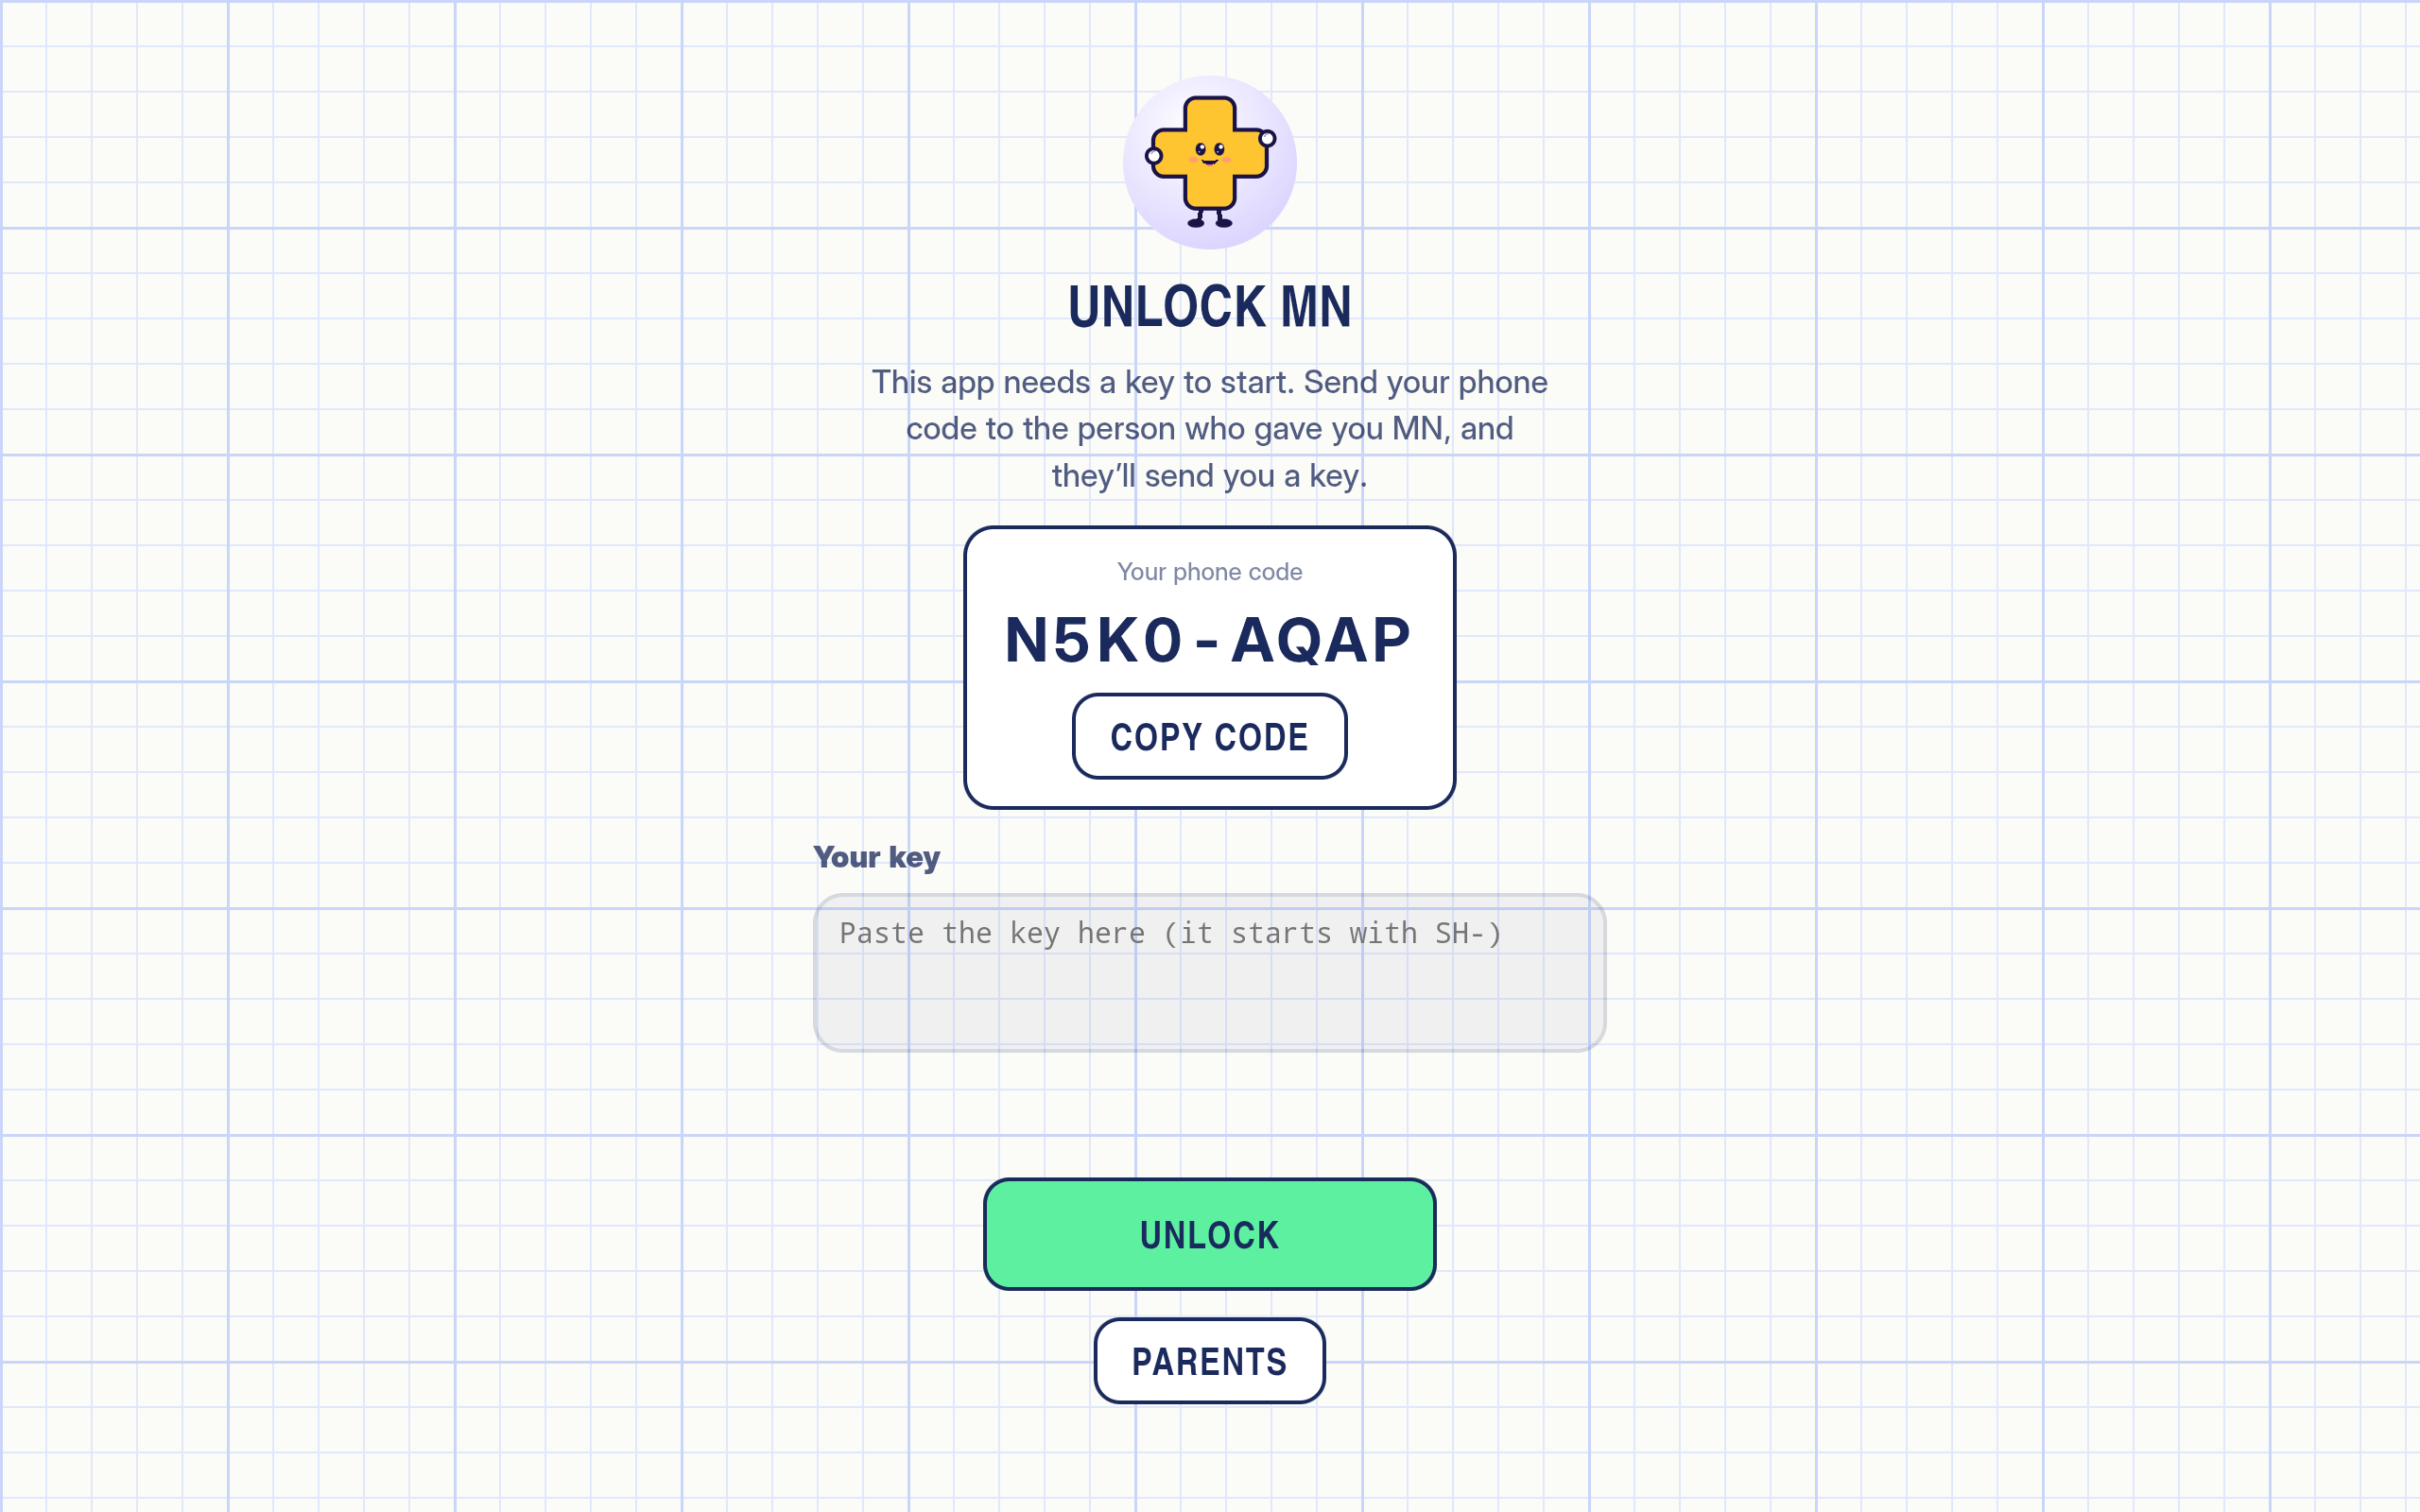 UNLOCK MN
This app needs a key to start. Send your phone
code to the person who gave you MN, and
they’ll send you a key.
Your phone code
N5K0-AQAP
COPY CODE
Your key
Paste the key here (it starts with SH-)
UNLOCK
PARENTS